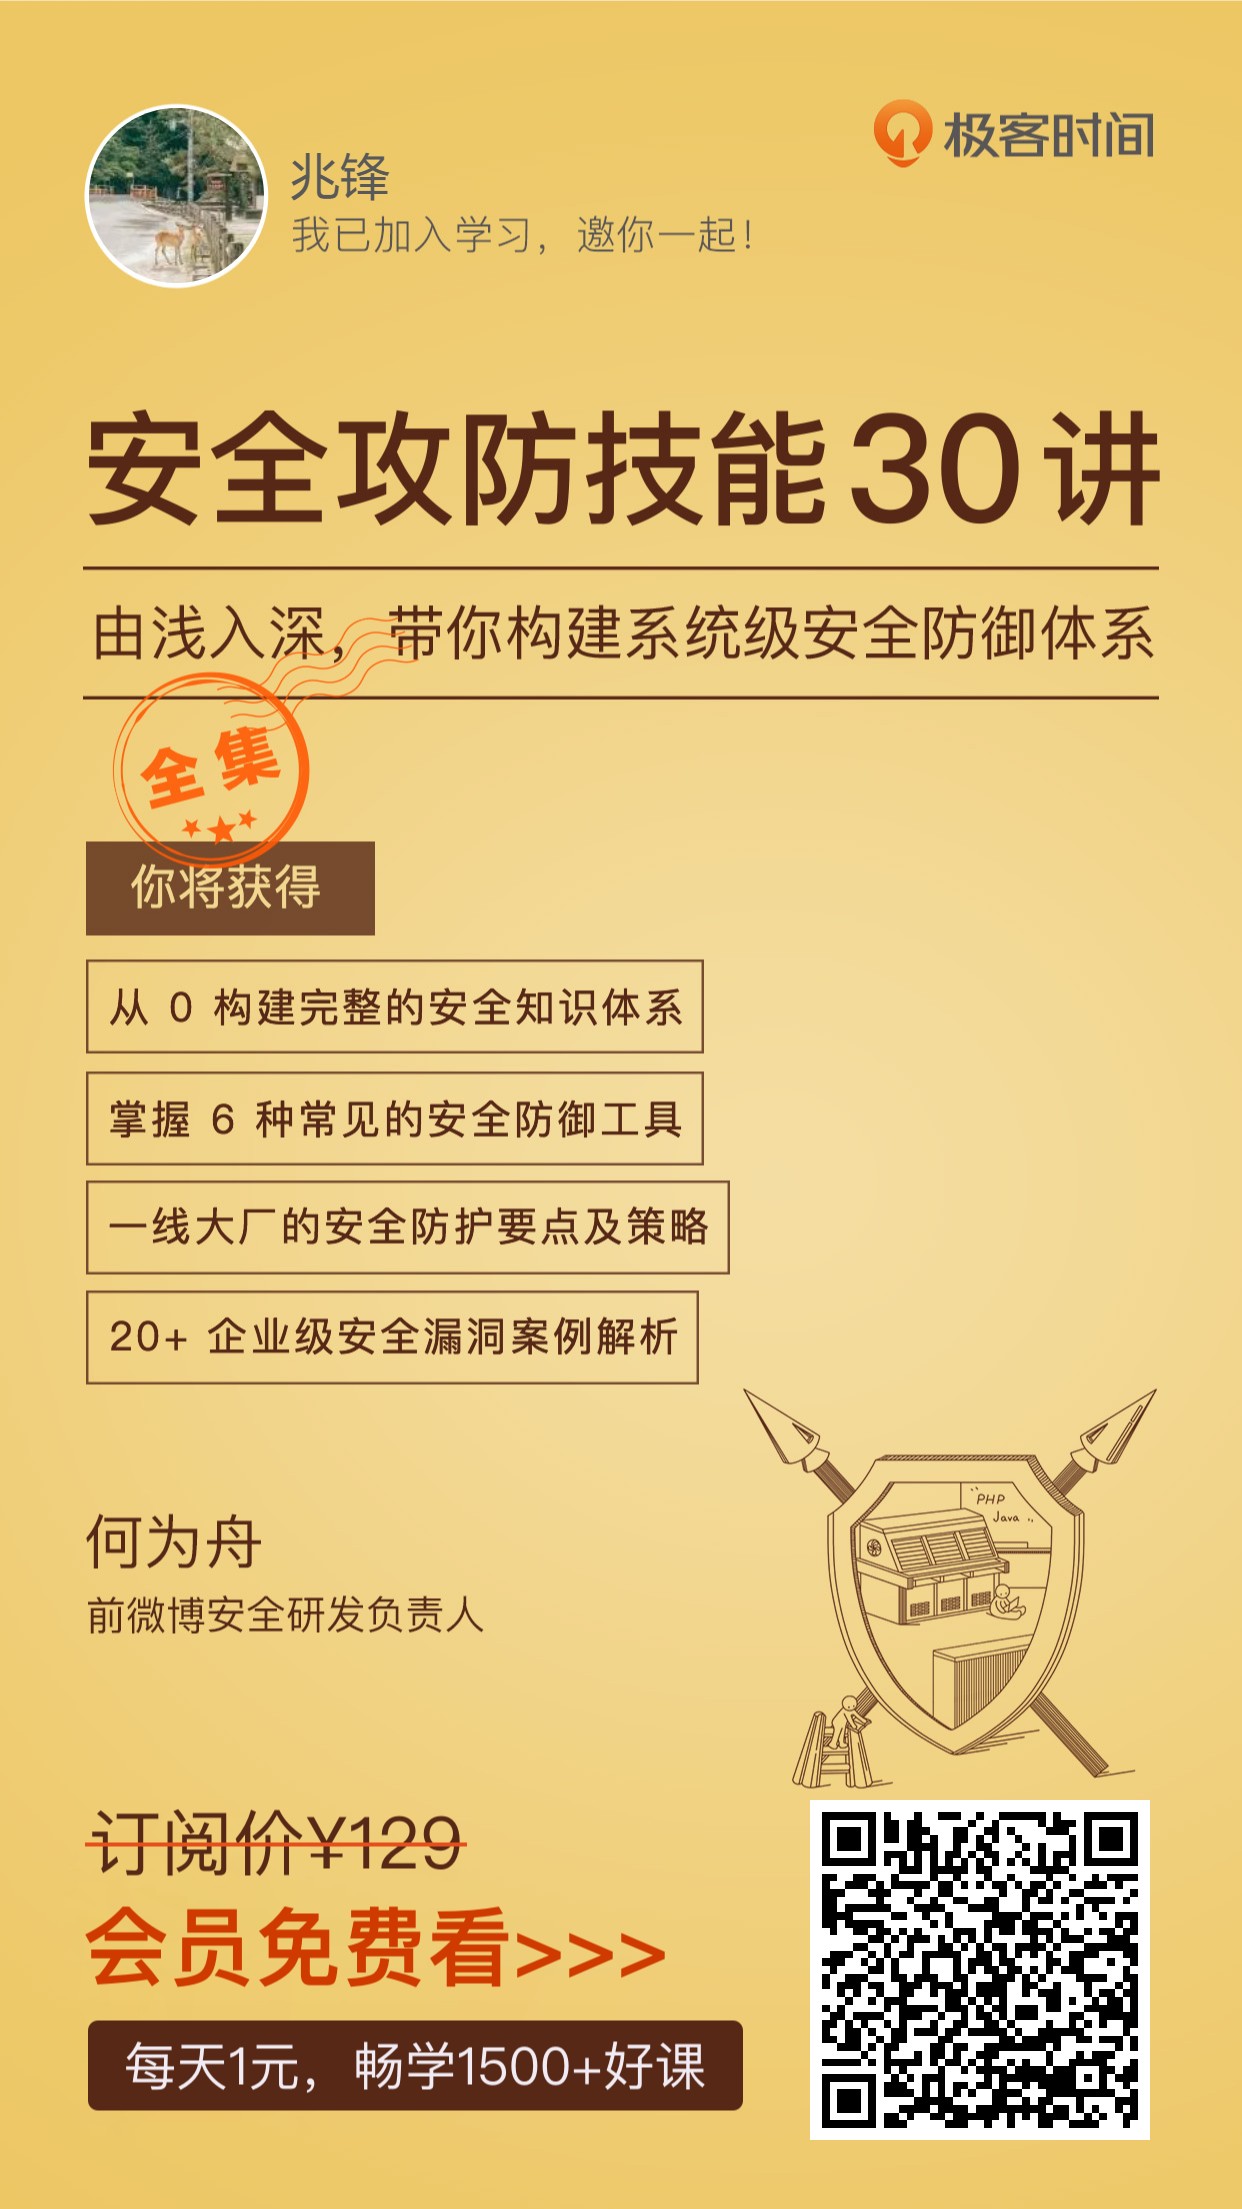 极客时间
兆锋
我已加入学习，邀你一起！
安全攻防技能30讲
由浅入深，带你构建系统级安全防御体系
全集
你将获得
从 0 构建完整的安全知识体系
掌握 6 种常见的安全防御工具
一线大厂的安全防护要点及策略
20+ 企业级安全漏洞案例解析
PHP
Java
何为舟
前微博安全研发负责人
订阅价¥129
会员免费看>>>
每天1元，畅学1500+好课